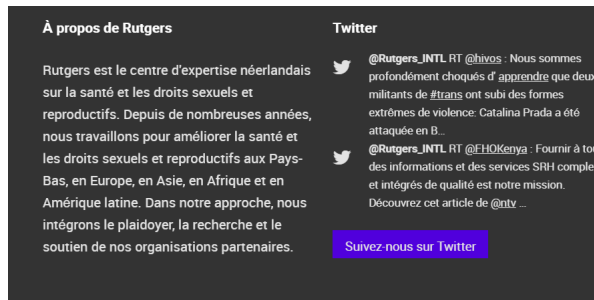 À propos de Rutgers
Rutgers est le centre d'expertise néerlandais
sur la santé et les droits sexuels et
reproductifs. Depuis de nombreuses années,
nous travaillons pour améliorer la santé et
les droits sexuels et reproductifs aux Pays-
Bas, en Europe, en Asie, en Afrique et en
Amérique latine. Dans notre approche, nous
intégrons le plaidoyer, la recherche et le
soutien de nos organisations partenaires.
Twitter
@Rutgers_INTL RT @hivos : Nous sommes
profondément choqués d' apprendre que deux
militants de #trans ont subi des formes
extrêmes de violence: Catalina Prada a été
attaquée en B...
@Rutgers_INTL RT @FHOKenya : Fournir à
des informations et des services SRH
et intégrés de qualité est notre mission.
Découvrez cet article de @ntv ...
Suivez-nous sur Twitter